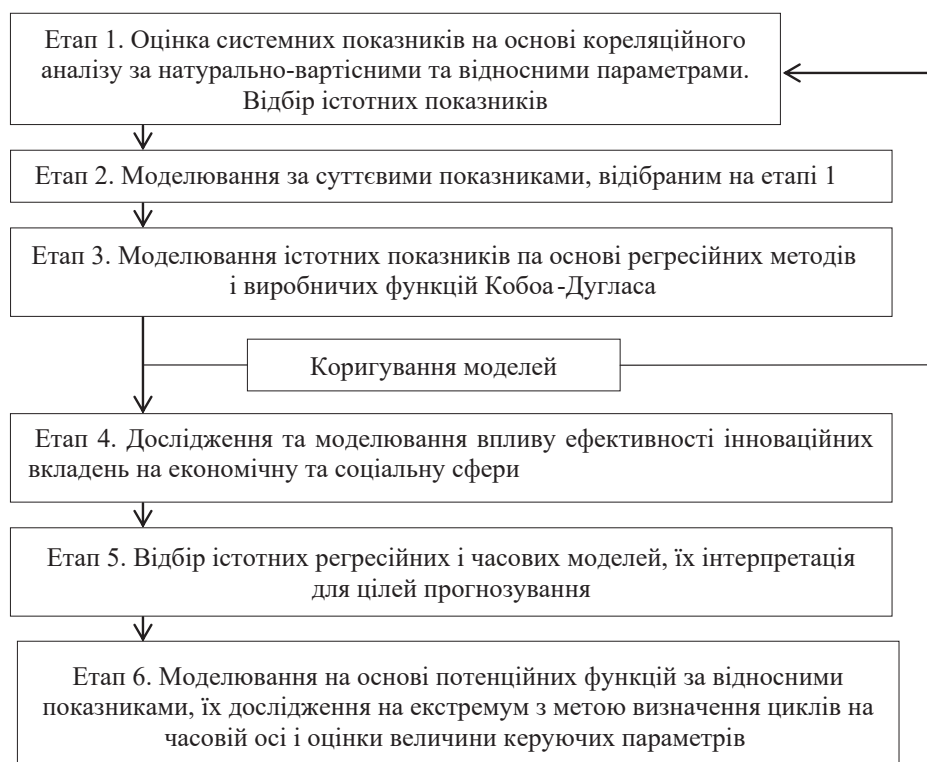 Етап 1. Оцінка системних показників на основі кореляційного
аналізу за натурально-вартісними та відносними параметрами.
Відбір істотних показників
Етап 2. Моделювання за суттєвими показниками, відібраним на етапі 1
Етап 3. Моделювання істотних показників па основі регресійних методів
і виробничих функцій Кобоа-Дугласа
Коригування моделей
Етап 4. Дослідження та моделювання впливу ефективності інноваційних
вкладень на економічну та соціальну сфери
Етап 5. Відбір істотних регресійних і часових моделей, їх інтерпретація
для цілей прогнозування
Етап 6. Моделювання на основі потенційних функцій за відносними
показниками, їх дослідження на екстремум з метою визначення циклів на
часовій осі і оцінки величини керуючих параметрів